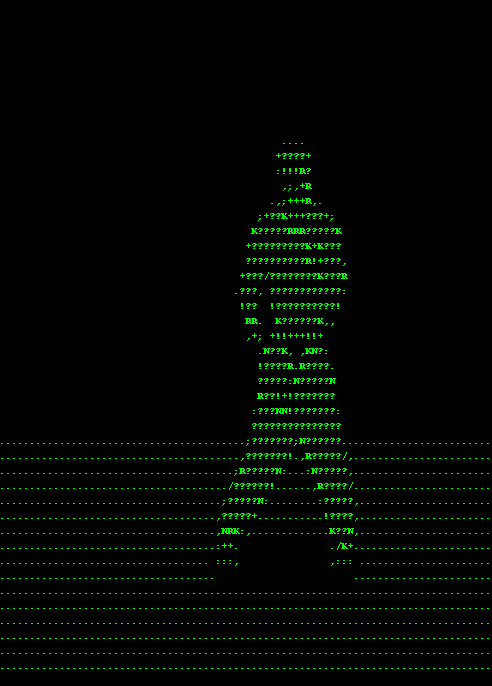 ....
+????+
:!!!R?
,;,+R
.,;+++R,.
;+??K+++???+;
K?????RRR?????K
+?????????K+K???
??????????R!+???,
+???/????????K???R
.???, ????????????:
!?? !??????????!
RR. K??????K,,
,+; +!!+++!!+
.N??K, ,KN?:
!????R.R????.
?????:N?????N
R??!+!????????
:???NN!???????:
???????????????
.........................................;???????;N??????.........................
........................................,???????!.,R?????/,.......................
.......................................;R?????N:...:N?????,.......................
....................................../??????!......,R????/.......................
.....................................;?????N:........:?????,......................
....................................,?????+...........!????,......................
....................................,NRK:,.............K??N,......................
....................................:++. ./K+.......................
....................................:::, ,::: ......................
.................................... .......................
..................................................................................
..................................................................................
..................................................................................
..................................................................................
..................................................................................
..................................................................................